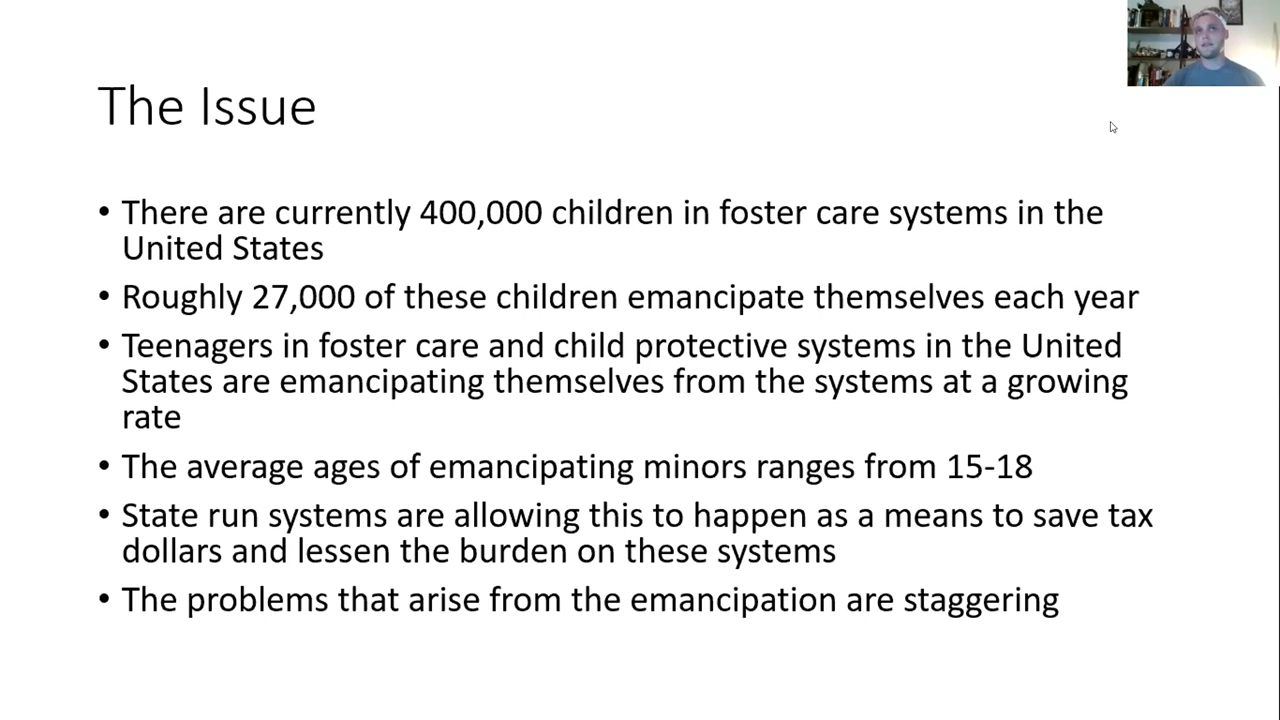 The Issue
• There are currently 400,000 children in foster care systems in the
United States
• Roughly 27,000 of these children emancipate themselves each year
• Teenagers in foster care and child protective systems in the United
States are emancipating themselves from the systems at a growing
rate
• The average ages of emancipating minors ranges from 15-18
• State run systems are allowing this to happen as a means to save tax
dollars and lessen the burden on these systems
• The problems that arise from the emancipation are staggering